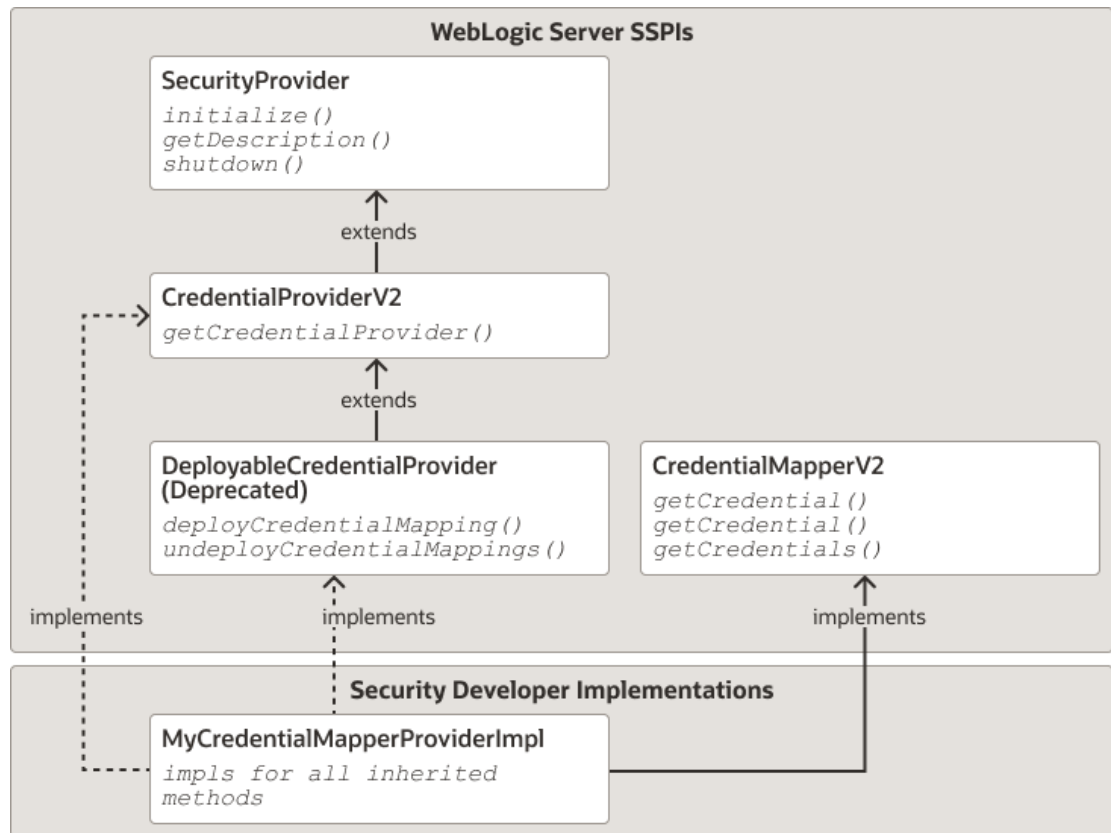 WebLogic Server SSPIs
SecurityProvider
initialize()
getDescription()
shutdown()
extends
CredentialProviderV2
getCredentialProvider()
extends
DeployableCredentialProvider
(Deprecated)
deployCredentialMapping()
undeployCredentialMappings()
CredentialMapperV2
getCredential()
getCredential()
getCredentials()
implements
implements
implements
Security Developer Implementations
MyCredentialMapperProviderImpl
impls for all inherited
methods